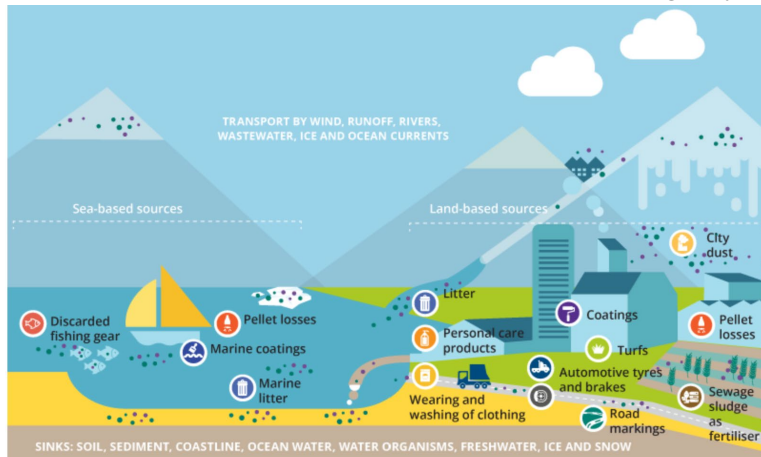 TRANSPORT BY WIND, RUNOFF, RIVERS,
WASTEWATER, ICE AND OCEAN CURRENTS
Sea-based sources
Land-based sources
City
dust
Litter
Discarded
fishing gear
Pellet losses
Marine coatings
Marine
litter
Personal care
products
Wearing and
washing of clothing
Coatings
Turfs
Automotive tyres
and brakes
Road
markings
Pellet
losses
Sewage
sludge
as
fertiliser
SINKS: SOIL, SEDIMENT, COASTLINE, OCEAN WATER, WATER ORGANISMS, FRESHWATER, ICE AND SNOW